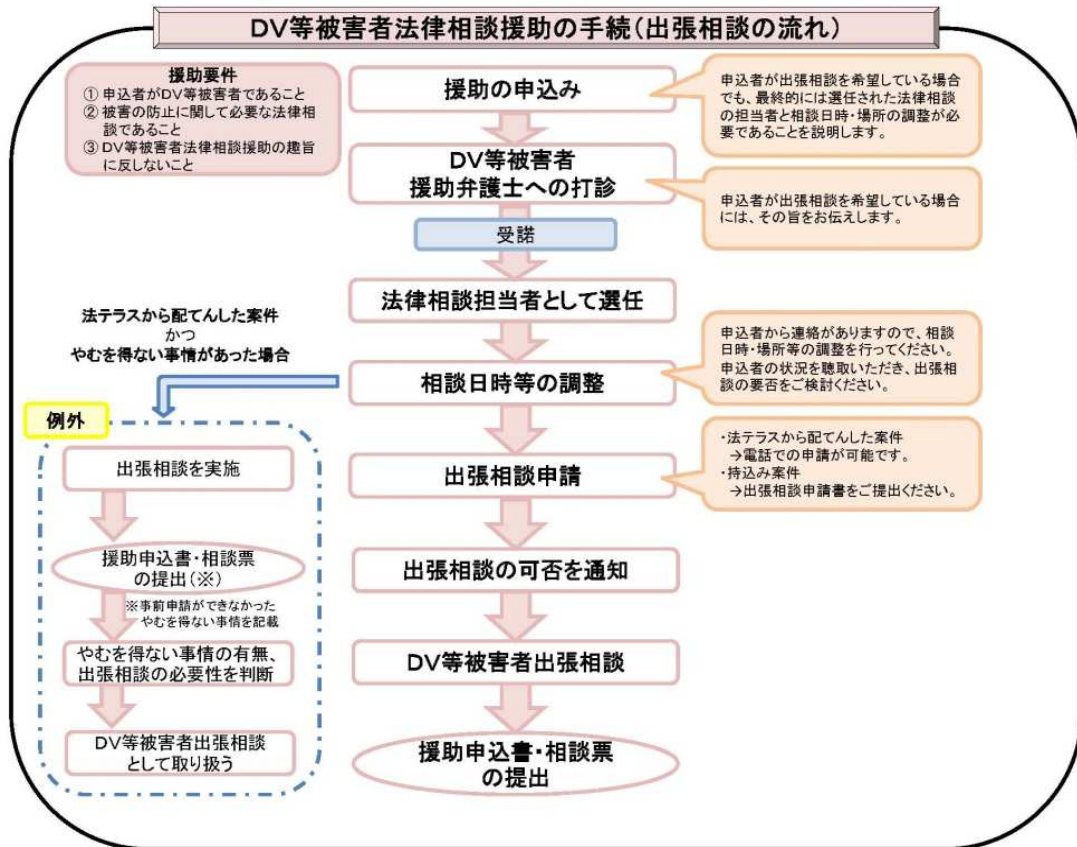 DV等被害者法律相談援助の手続(出張相談の流れ)
援助要件
① 申込者がDV等被害者であること
② 被害の防止に関して必要な法律相
談であること
③ DV等被害者法律相談援助の趣旨
に反しないこと
援助の申込み
申込者が出張相談を希望している場合
でも、最終的には選任された法律相談
の担当者と相談日時・場所の調整が必
要であることを説明します。
DV等被害者
援助弁護士への打診
申込者が出張相談を希望している場合
には、その旨をお伝えします。
受諾
法律相談担当者として選任
法テラスから配てんした案件
かつ
やむを得ない事情があった場合
相談日時等の調整
申込者から連絡がありますので、相談
日時・場所等の調整を行ってください。
申込者の状況を聴取いただき、出張相
談の要否をご検討ください。
出張相談申請
・法テラスから配てんした案件
→電話での申請が可能です。
・持込み案件
→出張相談申請書をご提出ください。
出張相談の可否を通知
DV等被害者出張相談
援助申込書・相談票
の提出
例外
出張相談を実施
援助申込書・相談票
の提出(※)
※事前申請ができなかった
やむを得ない事情を記載
やむを得ない事情の有無、
出張相談の必要性を判断
DV等被害者出張相談
として取り扱う